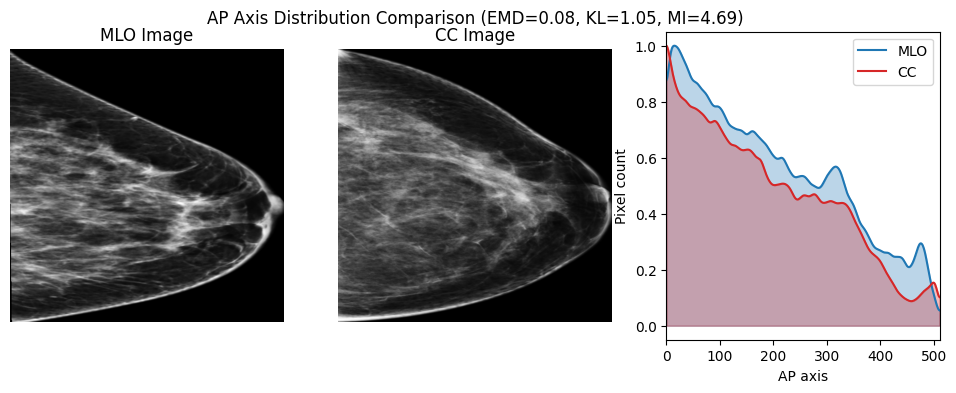 AP Axis Distribution Comparison (EMD=0.08, KL=1.05, MI=4.69)
MLO Image
CC Image
MLO
CC
1.0
0.8
0.6
0.4
0.2
0.0
Pixel count
0
100
200
300
400
500
AP axis